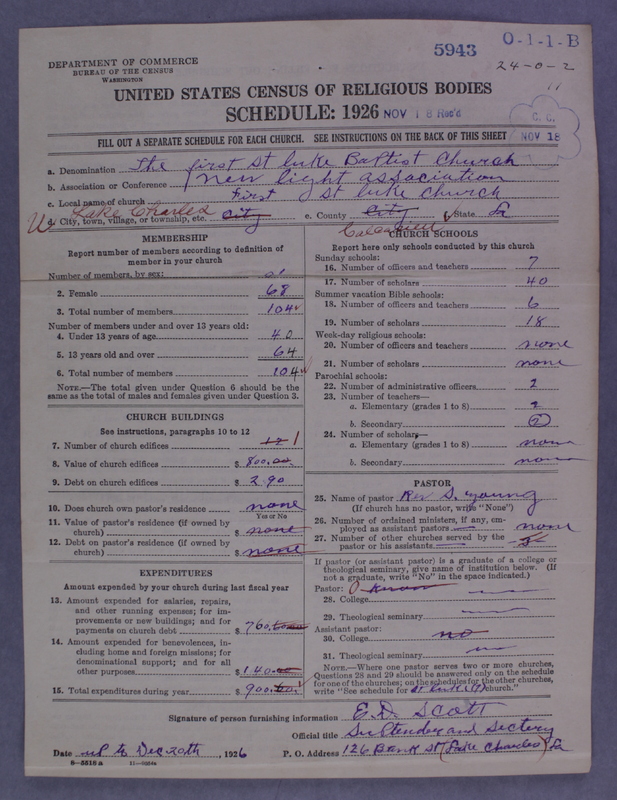 5943 O-1-1-B
DEPARTMENT OF COMMERCE
BUREAU OF THE CENSUS
WASHINGTON
24-0-2
11
UNITED STATES CENSUS OF RELIGIOUS BODIES
SCHEDULE: 1926 NOV 18 Rec'd
C. C.
NOV 18
FILL OUT A SEPARATE SCHEDULE FOR EACH CHURCH. SEE INSTRUCTIONS ON THE BACK OF THIS SHEET
a. Denomination The first St luke Baptist Church
b. Association or Conference New light association
c. Local name of church First St luke church
d. City, town, village, or township, etc. Lake Charles city e. County City Calcasieu f. State La
MEMBERSHIP
Report number of members according to definition of
member in your church
Number of members, by sex:
2. Female 68
3. Total number of members 104
Number of members under and over 13 years old:
4. Under 13 years of age 40
5. 13 years old and over 64
6. Total number of members 104
NOTE.—The total given under Question 6 should be the
same as the total of males and females given under Question 3.
CHURCH BUILDINGS
See instructions, paragraphs 10 to 12
7. Number of church edifices 1
8. Value of church edifices $ 800.00
9. Debt on church edifices $ 2.90
10. Does church own pastor's residence none
Yes or No
11. Value of pastor's residence (if owned by
church) $ none
12. Debt on pastor's residence (if owned by
church) $ none
EXPENDITURES
Amount expended by your church during last fiscal year
13. Amount expended for salaries, repairs,
and other running expenses; for im-
provements or new buildings; and for
payments on church debt $ 760.00
14. Amount expended for benevolences, in-
cluding home and foreign missions; for
denominational support; and for all
other purposes $ 140.00
15. Total expenditures during year $ 900.00
CHURCH SCHOOLS
Report here only schools conducted by this church
Sunday schools:
16. Number of officers and teachers 7
17. Number of scholars 40
Summer vacation Bible schools:
18. Number of officers and teachers 6
19. Number of scholars 18
Week-day religious schools:
20. Number of officers and teachers none
21. Number of scholars none
Parochial schools:
22. Number of administrative officers 2
23. Number of teachers—
a. Elementary (grades 1 to 8) 2
b. Secondary 2
24. Number of scholars—
a. Elementary (grades 1 to 8) none
b. Secondary none
PASTOR
25. Name of pastor Rev S. Young
(If church has no pastor, write "None")
26. Number of ordained ministers, if any, em-
ployed as assistant pastors none
27. Number of other churches served by the
pastor or his assistants
If pastor (or assistant pastor) is a graduate of a college or
theological seminary, give name of institution below. (If
not a graduate, write "No" in the space indicated.)
Pastor:
28. College
29. Theological seminary
Assistant pastor:
30. College no
31. Theological seminary
NOTE.—Where one pastor serves two or more churches,
Questions 28 and 29 should be answered only on the schedule
for one of the churches; on the schedules for the other churches,
write "See schedule for St luke (?) church."
Signature of person furnishing information E.D. Scott
Official title Suptender and Sectery
Date up to Dec 20th, 1926 P. O. Address 126 Bank St (Lake Charles) La
8—5518 a 11—9264a